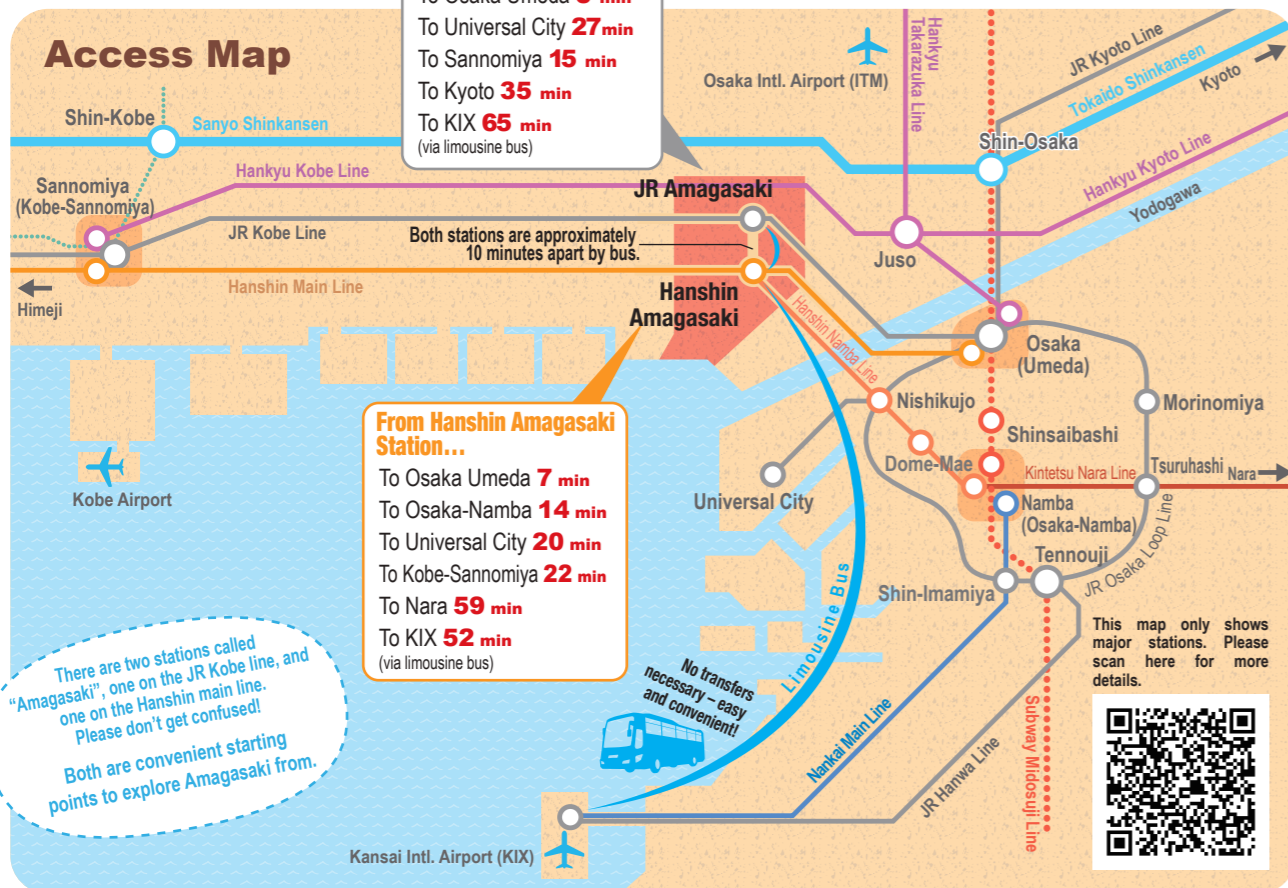 Access Map
To Universal City 27 min
To Sannomiya 15 min
To Kyoto 35 min
To KIX 65 min
(via limousine bus)
Osaka Intl. Airport (ITM)
Hankyu
Takarazuka Line
JR Kyoto Line
Tokaido Shinkansen
Kyoto
Shin-Kobe
Sanyo Shinkansen
Shin-Osaka
Hankyu Kyoto Line
Yodogawa
Sannomiya
(Kobe-Sannomiya)
Hankyu Kobe Line
JR Kobe Line
Hanshin Main Line
Himeji
JR Amagasaki
Both stations are approximately
10 minutes apart by bus.
Hanshin
Amagasaki
Juso
Hanshin Namba Line
Osaka
(Umeda)
Nishikujo
Morinomiya
Shinsaibashi
Dome-Mae
Kintetsu Nara Line
Tsuruhashi
Nara
Universal City
Namba
(Osaka-Namba)
Tennouji
JR Osaka Loop Line
Shin-Imamiya
Kobe Airport
From Hanshin Amagasaki
Station...
To Osaka Umeda 7 min
To Osaka-Namba 14 min
To Universal City 20 min
To Kobe-Sannomiya 22 min
To Nara 59 min
To KIX 52 min
(via limousine bus)
There are two stations called
"Amagasaki", one on the JR Kobe line, and
one on the Hanshin main line.
Please don't get confused!
Both are convenient starting
points to explore Amagasaki from.
No transfers
necessary – easy
and convenient!
Limousine Bus
Nankai Main Line
JR Hanwa Line
Subway Midosuji Line
Kansai Intl. Airport (KIX)
This map only shows
major stations. Please
scan here for more
details.